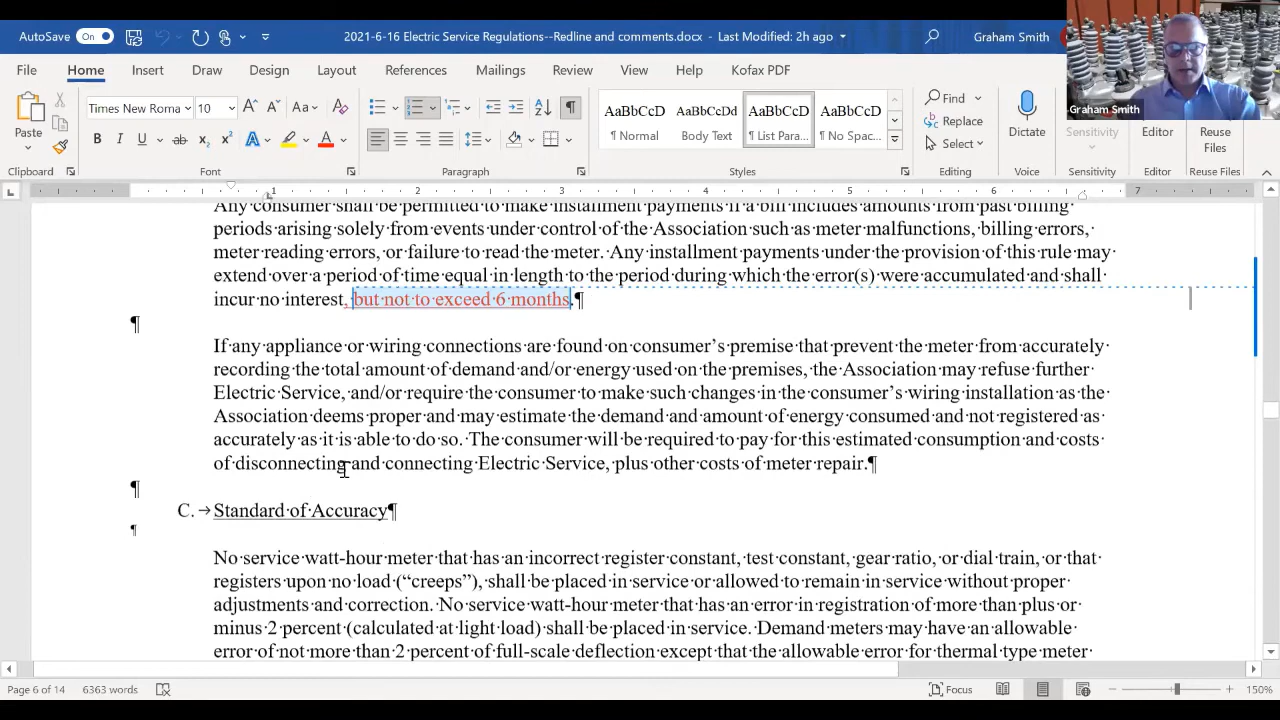 AutoSave On 2021-6-16 Electric Service Regulations--Redline and comments.docx - Last Modified: 2h ago Graham Smith
File Home Insert Draw Design Layout References Mailings Review View Help Kofax PDF
Graham Smith
Paste
Times New Roma 10
AaBbCcD AaBbCcDd AaBbCcD AaBbCcD
¶ Normal Body Text ¶ List Para... ¶ No Spac...
Find
Replace
Select
Dictate
Sensitivity
Editor
Reuse Files
Clipboard Font Paragraph Styles Editing Voice Sensitivity Editor Reuse Files
1 2 3 4 5 6 7
Any consumer shall be permitted to make installment payments if a bill includes amounts from past billing
periods arising solely from events under control of the Association such as meter malfunctions, billing errors,
meter reading errors, or failure to read the meter. Any installment payments under the provision of this rule may
extend over a period of time equal in length to the period during which the error(s) were accumulated and shall
incur no interest, but not to exceed 6 months.¶
¶
If any appliance or wiring connections are found on consumer’s premise that prevent the meter from accurately
recording the total amount of demand and/or energy used on the premises, the Association may refuse further
Electric Service, and/or require the consumer to make such changes in the consumer’s wiring installation as the
Association deems proper and may estimate the demand and amount of energy consumed and not registered as
accurately as it is able to do so. The consumer will be required to pay for this estimated consumption and costs
of disconnecting and connecting Electric Service, plus other costs of meter repair.¶
¶
C. → Standard of Accuracy¶
¶
No service watt-hour meter that has an incorrect register constant, test constant, gear ratio, or dial train, or that
registers upon no load (“creeps”), shall be placed in service or allowed to remain in service without proper
adjustments and correction. No service watt-hour meter that has an error in registration of more than plus or
minus 2 percent (calculated at light load) shall be placed in service. Demand meters may have an allowable
error of not more than 2 percent of full-scale deflection except that the allowable error for thermal type meter
Page 6 of 14 6363 words Focus 150%